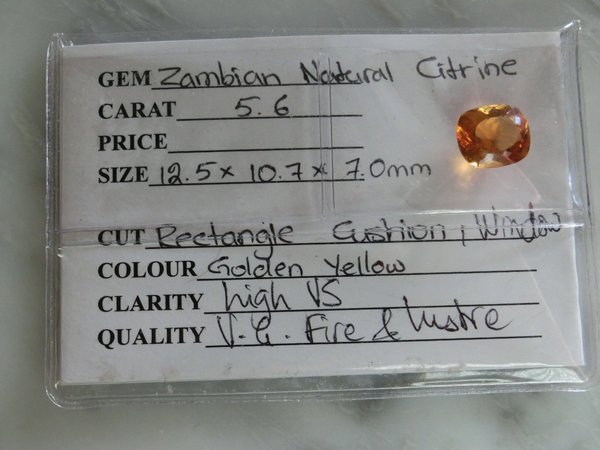 GEM Zambian Natural Citrine
CARAT 5.6
PRICE
SIZE 12.5 x 10.7 x 7.0mm
CUT Rectangle Cushion, Window
COLOUR Golden Yellow
CLARITY high VS
QUALITY V.G. Fire & lustre